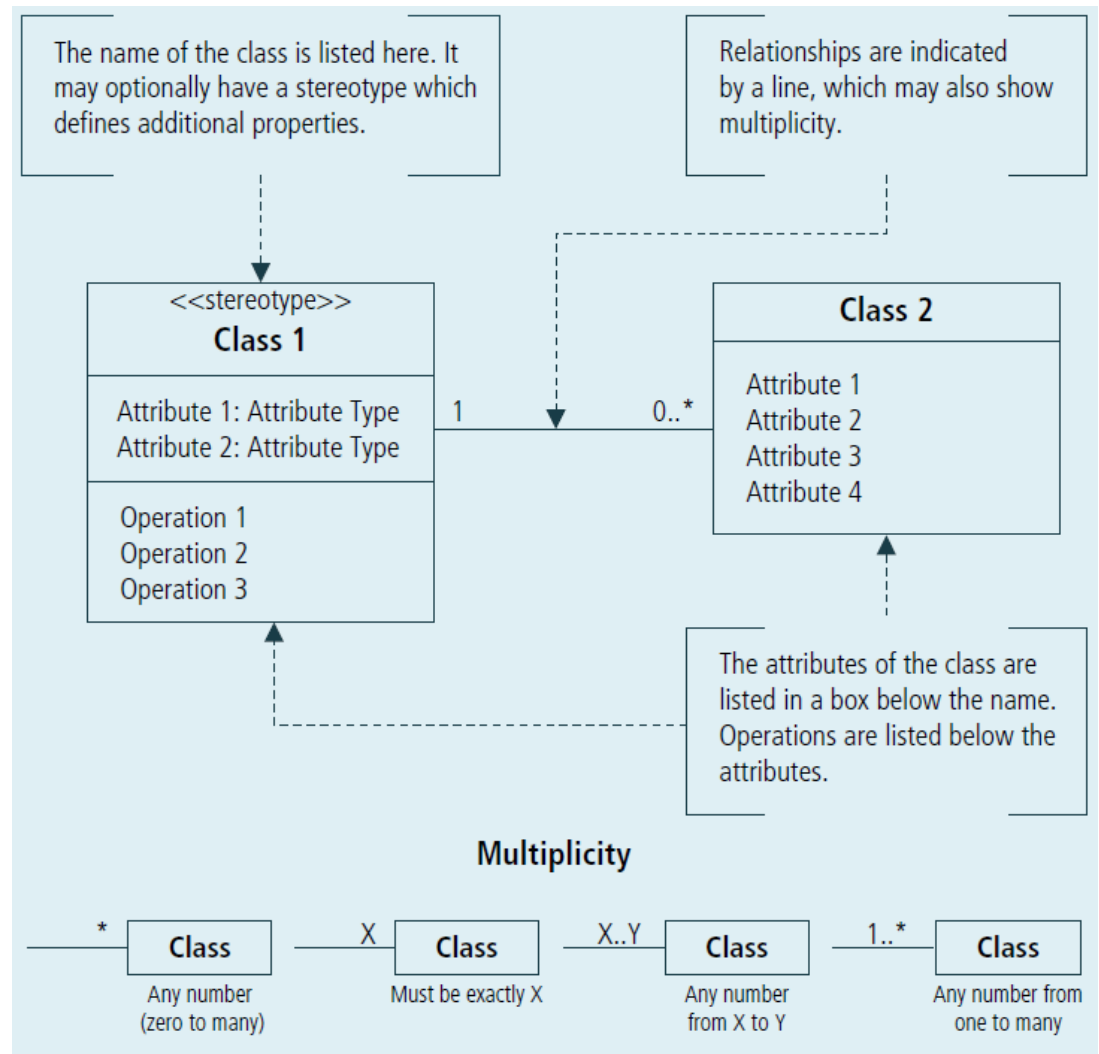 The name of the class is listed here. It
may optionally have a stereotype which
defines additional properties.
Relationships are indicated
by a line, which may also show
multiplicity.
<<stereotype>>
Class 1
Attribute 1: Attribute Type
Attribute 2: Attribute Type
Operation 1
Operation 2
Operation 3
1
0..*
Class 2
Attribute 1
Attribute 2
Attribute 3
Attribute 4
The attributes of the class are
listed in a box below the name.
Operations are listed below the
attributes.
Multiplicity
*
Class
Any number
(zero to many)
X
Class
Must be exactly X
X..Y
Class
Any number
from X to Y
1..*
Class
Any number from
one to many